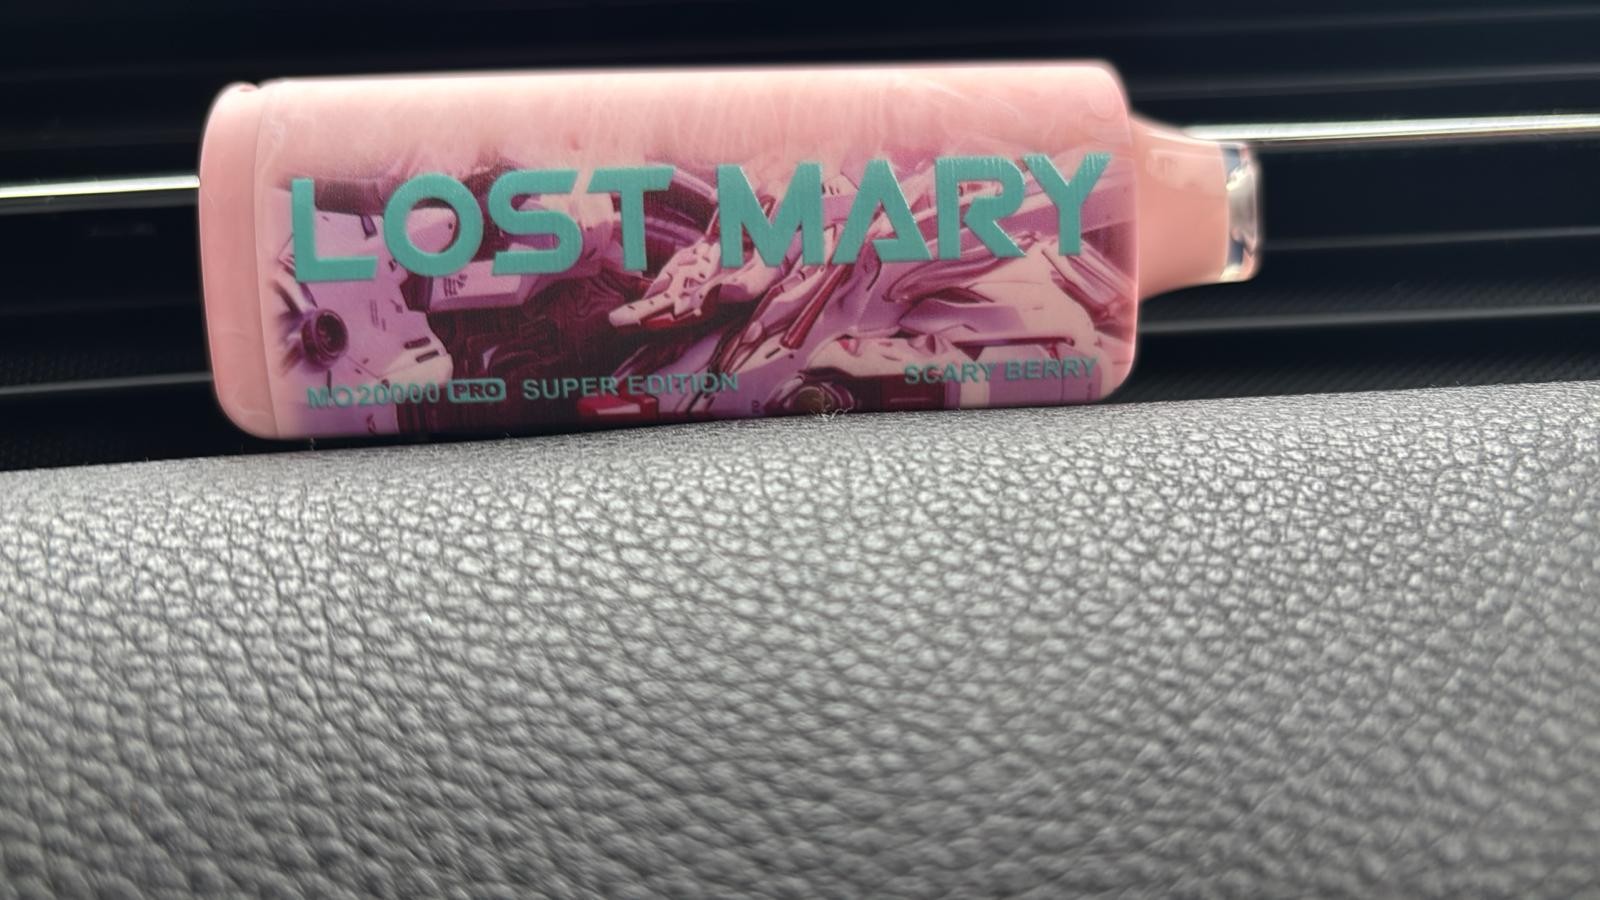 LOST MARY
MO20000 PRO SUPER EDITION
SCARY BERRY